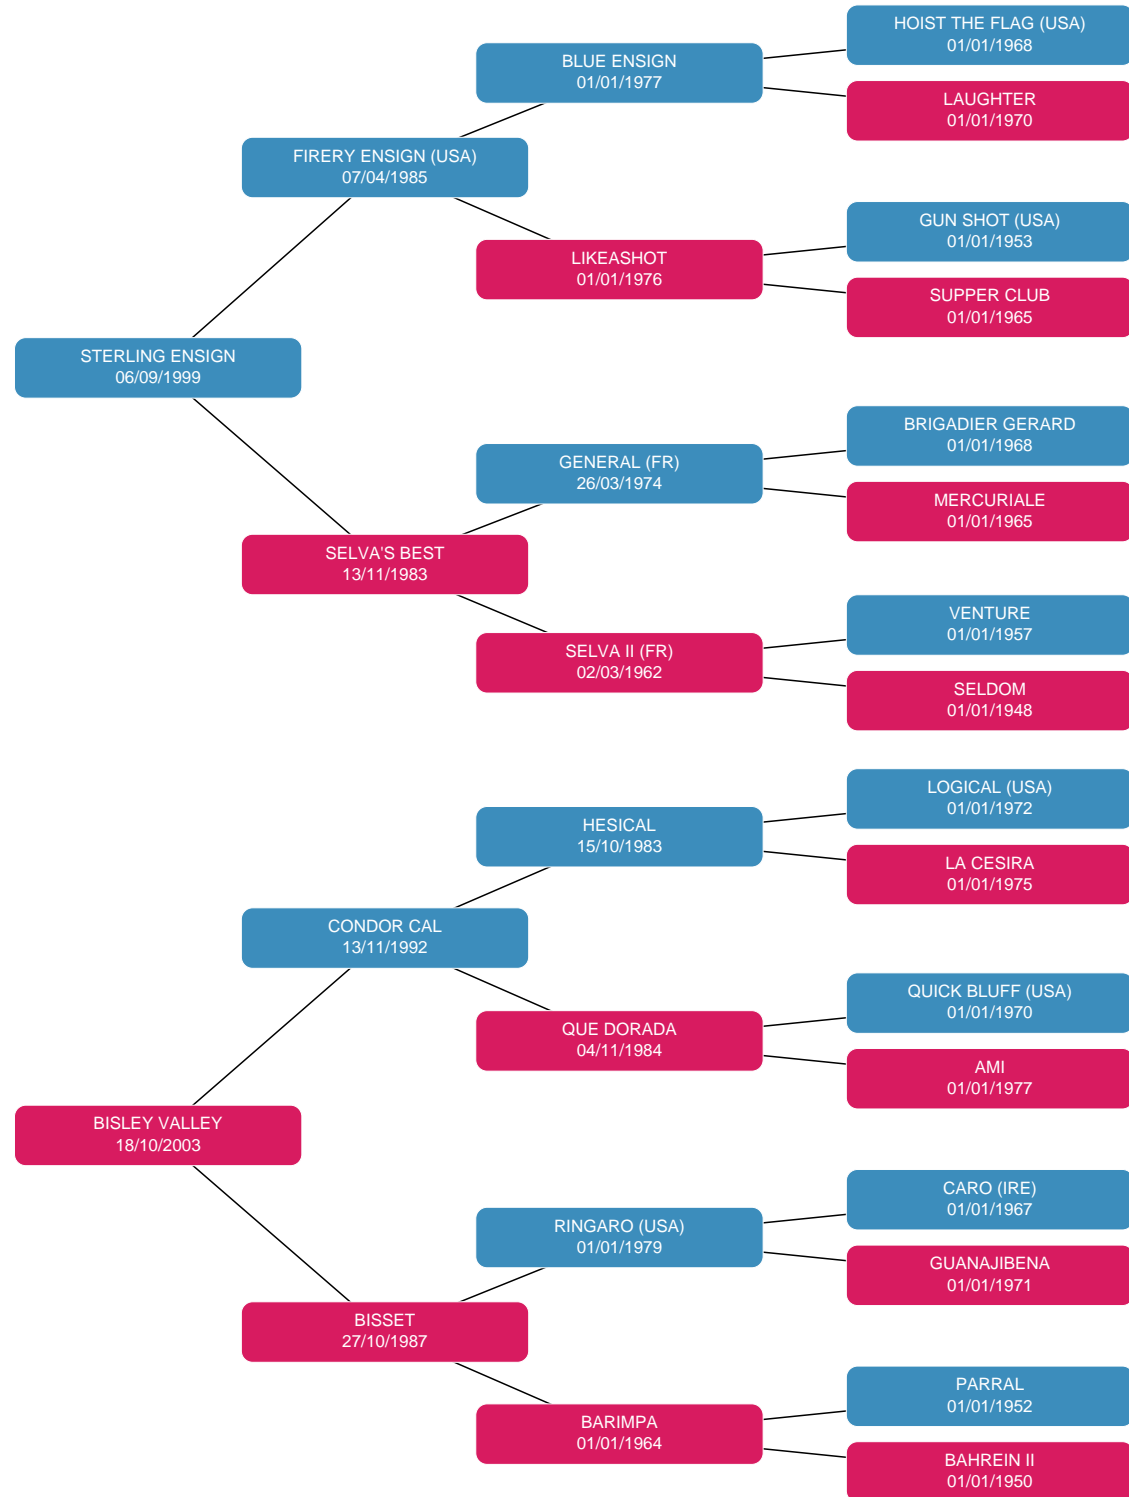 HOIST THE FLAG (USA)
01/01/1968
BLUE ENSIGN
01/01/1977
LAUGHTER
01/01/1970
FIRERY ENSIGN (USA)
07/04/1985
GUN SHOT (USA)
01/01/1953
LIKEASHOT
01/01/1976
SUPPER CLUB
01/01/1965
STERLING ENSIGN
06/09/1999
BRIGADIER GERARD
01/01/1968
GENERAL (FR)
26/03/1974
MERCURIALE
01/01/1965
SELVA'S BEST
13/11/1983
VENTURE
01/01/1957
SELVA II (FR)
02/03/1962
SELDOM
01/01/1948
LOGICAL (USA)
01/01/1972
HESICAL
15/10/1983
LA CESIRA
01/01/1975
CONDOR CAL
13/11/1992
QUICK BLUFF (USA)
01/01/1970
QUE DORADA
04/11/1984
AMI
01/01/1977
BISLEY VALLEY
18/10/2003
CARO (IRE)
01/01/1967
RINGARO (USA)
01/01/1979
GUANAJIBENA
01/01/1971
BISSET
27/10/1987
PARRAL
01/01/1952
BARIMPA
01/01/1964
BAHREIN II
01/01/1950